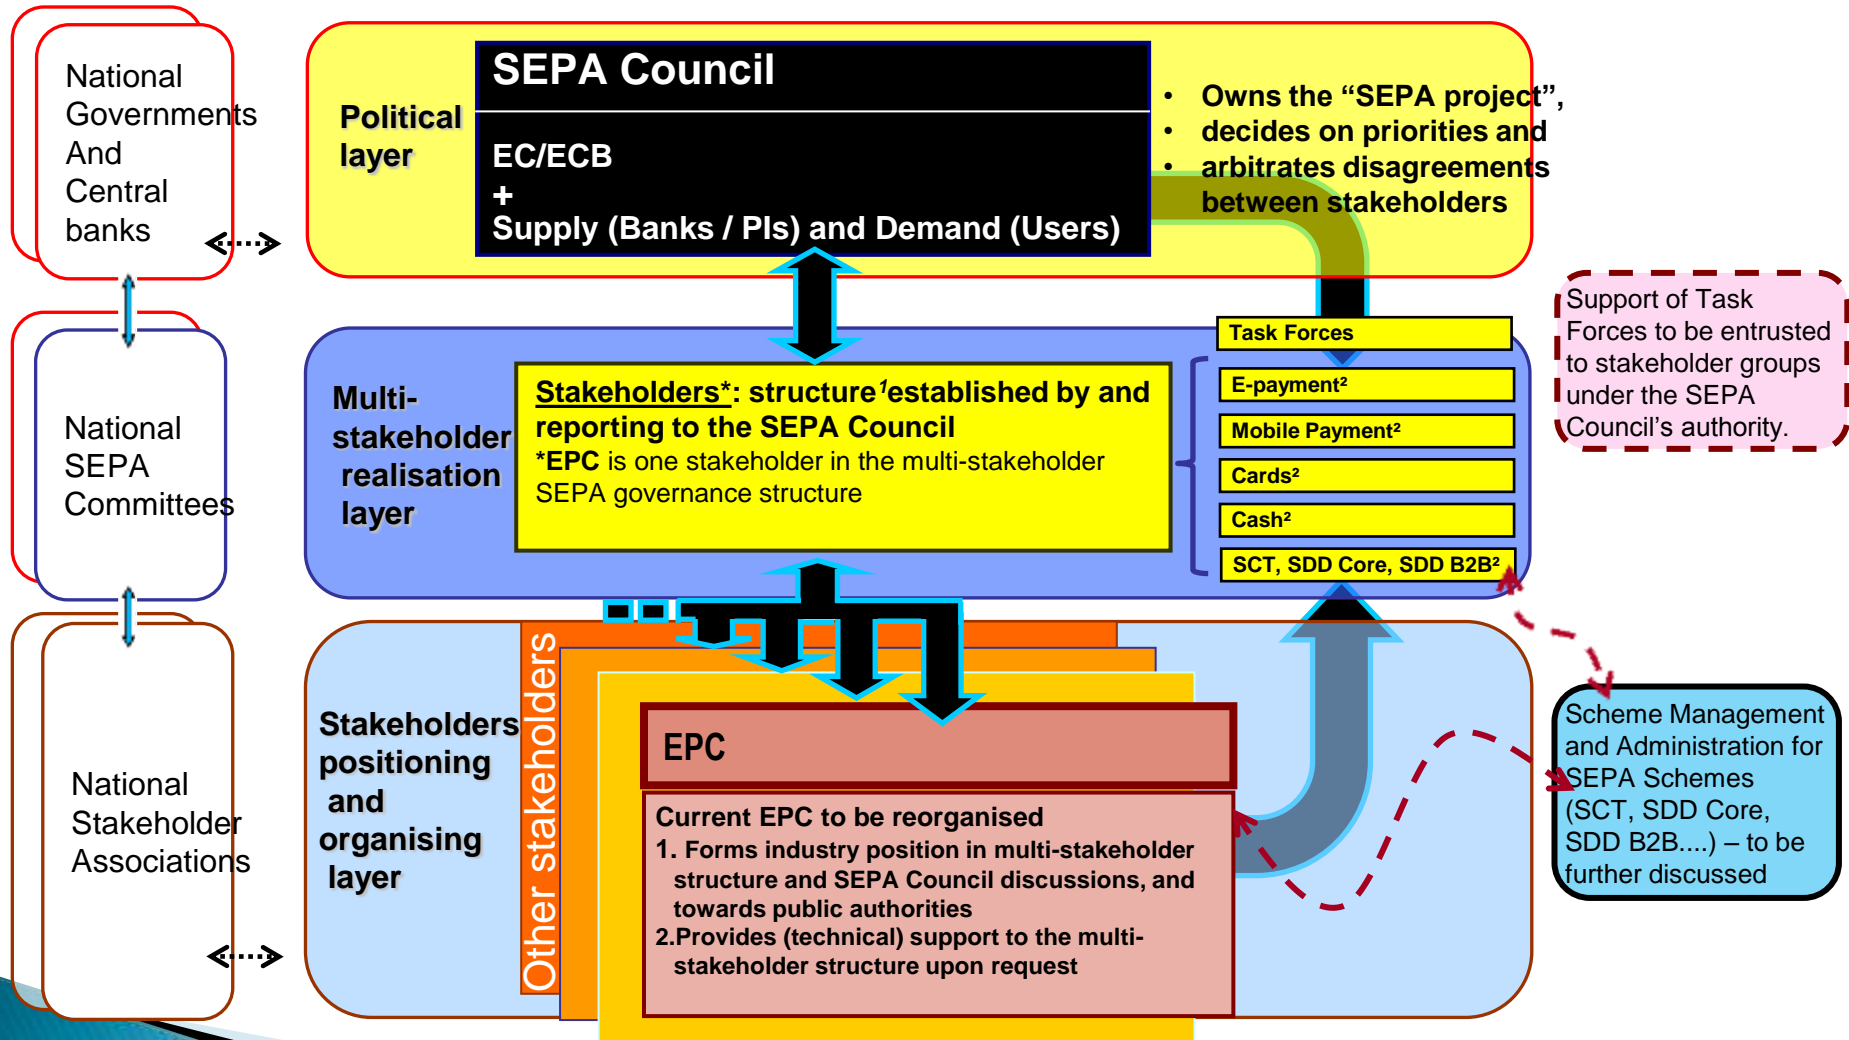 National
Governments
And
Central
banks
Political
layer
SEPA Council
EC/ECB
+
Supply (Banks / PIs) and Demand (Users)
• Owns the “SEPA project”,
• decides on priorities and
• arbitrates disagreements
between stakeholders
Support of Task
Forces to be entrusted
to stakeholder groups
under the SEPA
Council’s authority.
National
SEPA
Committees
Multi-
stakeholder
realisation
layer
Stakeholders*: structure¹established by and
reporting to the SEPA Council
*EPC is one stakeholder in the multi-stakeholder
SEPA governance structure
Task Forces
E-payment²
Mobile Payment²
Cards²
Cash²
SCT, SDD Core, SDD B2B²
National
Stakeholder
Associations
Stakeholders
positioning
and
organising
layer
Other stakeholders
EPC
Current EPC to be reorganised
1. Forms industry position in multi-stakeholder
structure and SEPA Council discussions, and
towards public authorities
2.Provides (technical) support to the multi-
stakeholder structure upon request
Scheme Management
and Administration for
SEPA Schemes
(SCT, SDD Core,
SDD B2B....) – to be
further discussed